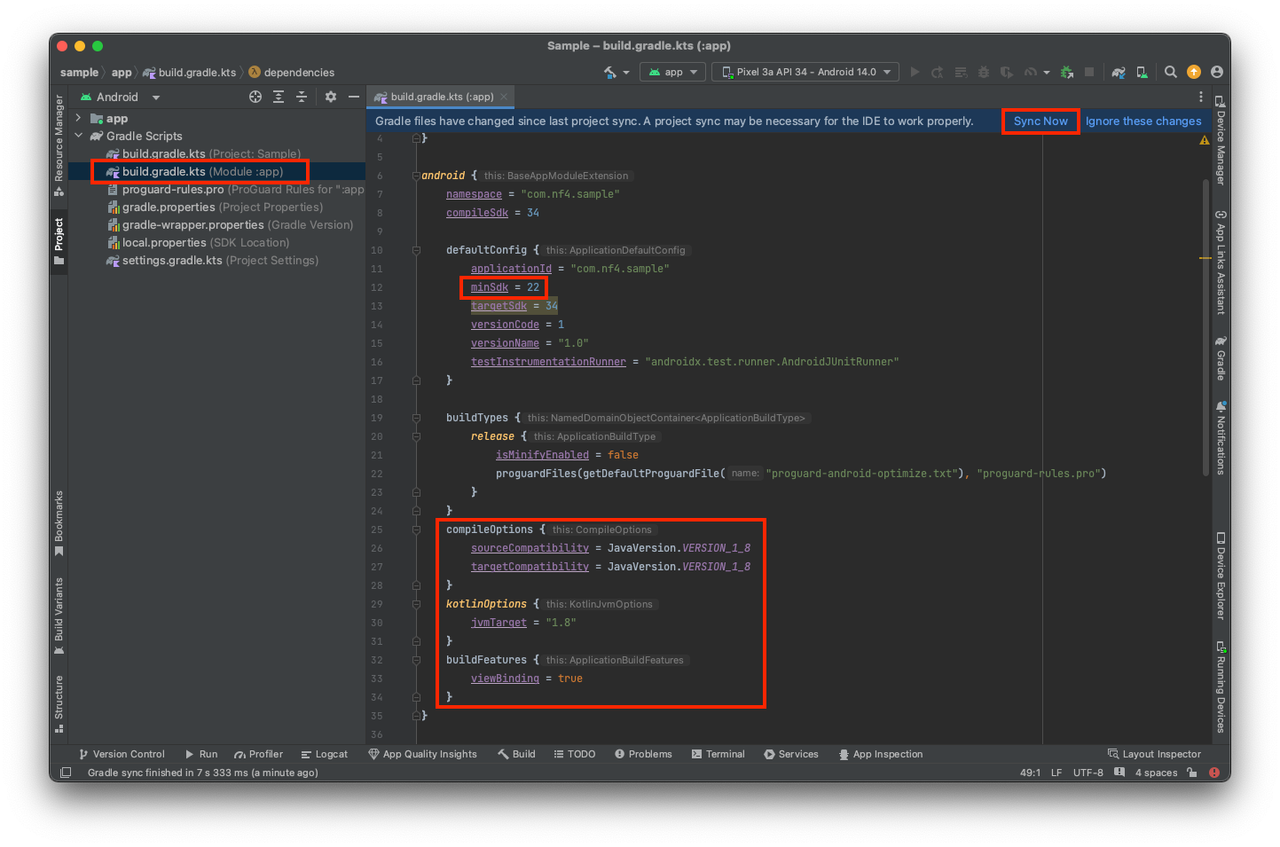 Sample – build.gradle.kts (:app)
sample app build.gradle.kts dependencies
app Pixel 3a API 34 - Android 14.0
Android
build.gradle.kts (:app)
Resource Manager
Project
Bookmarks
Build Variants
Structure
app
Gradle Scripts
build.gradle.kts (Project: Sample)
build.gradle.kts (Module :app)
proguard-rules.pro (ProGuard Rules for ":app
gradle.properties (Project Properties)
gradle-wrapper.properties (Gradle Version)
local.properties (SDK Location)
settings.gradle.kts (Project Settings)
Gradle files have changed since last project sync. A project sync may be necessary for the IDE to work properly. Sync Now Ignore these changes
4 }
5
6 android { this: BaseAppModuleExtension
7 namespace = "com.nf4.sample"
8 compileSdk = 34
9
10 defaultConfig { this: ApplicationDefaultConfig
11 applicationId = "com.nf4.sample"
12 minSdk = 22
13 targetSdk = 34
14 versionCode = 1
15 versionName = "1.0"
16 testInstrumentationRunner = "androidx.test.runner.AndroidJUnitRunner"
17 }
18
19 buildTypes { this: NamedDomainObjectContainer<ApplicationBuildType>
20 release { this: ApplicationBuildType
21 isMinifyEnabled = false
22 proguardFiles(getDefaultProguardFile( name: "proguard-android-optimize.txt"), "proguard-rules.pro")
23 }
24 }
25 compileOptions { this: CompileOptions
26 sourceCompatibility = JavaVersion.VERSION_1_8
27 targetCompatibility = JavaVersion.VERSION_1_8
28 }
29 kotlinOptions { this: KotlinJvmOptions
30 jvmTarget = "1.8"
31 }
32 buildFeatures { this: ApplicationBuildFeatures
33 viewBinding = true
34 }
35 }
36
Device Manager
App Links Assistant
Gradle
Notifications
Device Explorer
Running Devices
Version Control Run Profiler Logcat App Quality Insights Build TODO Problems Terminal Services App Inspection Layout Inspector
Gradle sync finished in 7 s 333 ms (a minute ago) 49:1 LF UTF-8 4 spaces